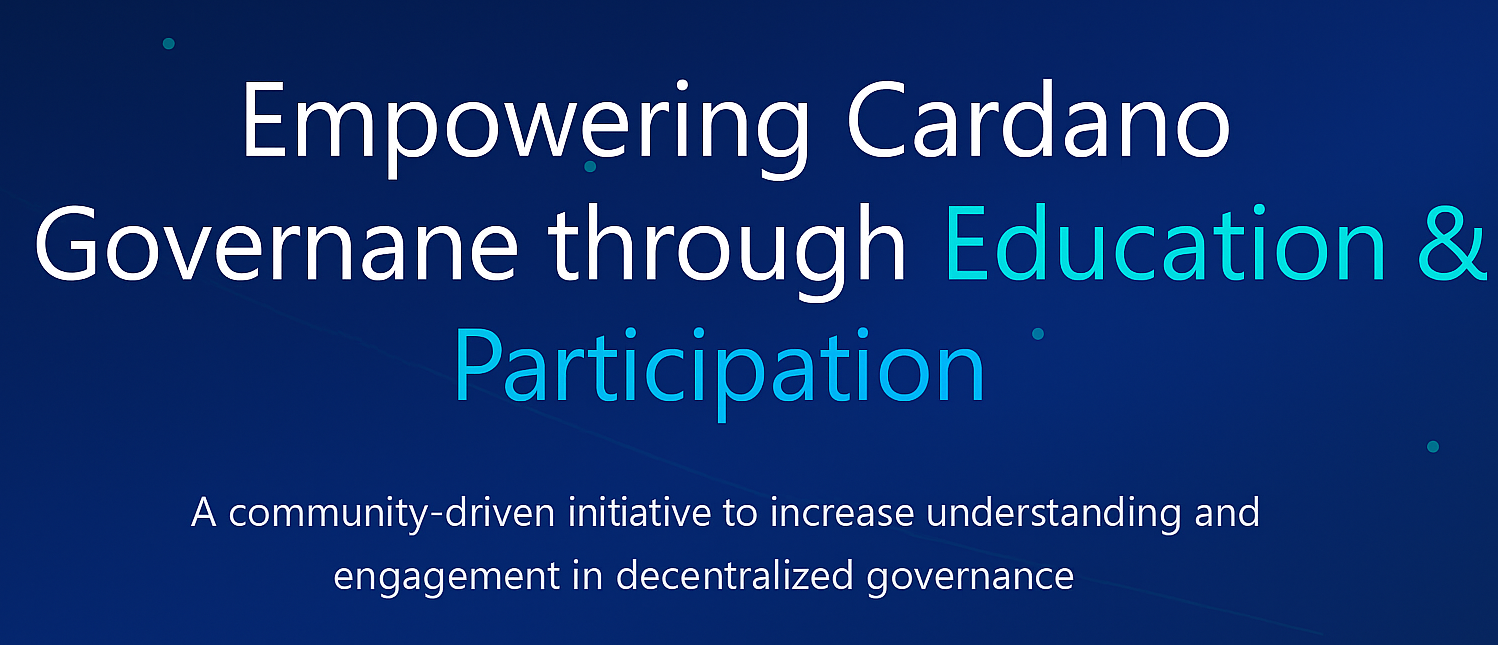 Empowering Cardano
Governane through Education &
Participation
A community-driven initiative to increase understanding and
engagement in decentralized governance